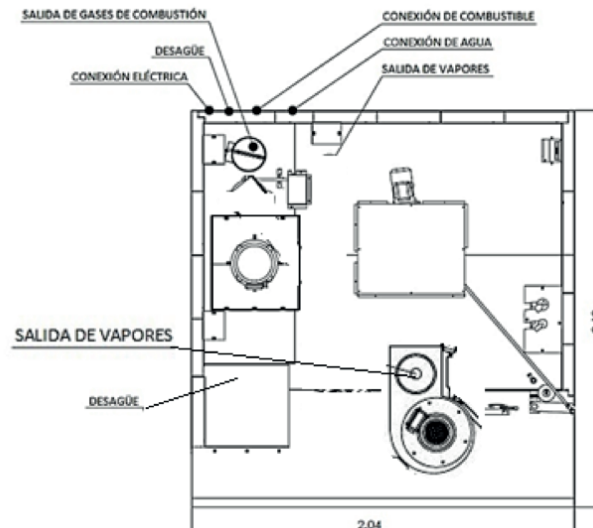 SALIDA DE GASES DE COMBUSTIÓN
CONEXIÓN DE COMBUSTIBLE
DESAGÜE
CONEXIÓN DE AGUA
CONEXIÓN ELÉCTRICA
SALIDA DE VAPORES
SALIDA DE VAPORES
DESAGÜE
2.04